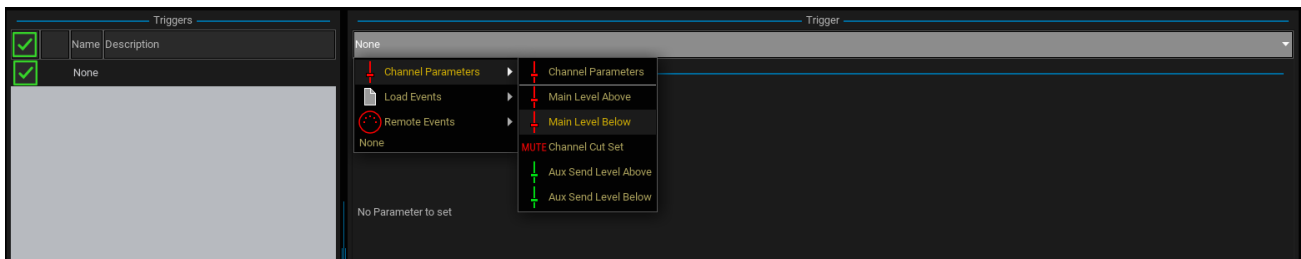 Triggers
Name Description
None
Trigger
None
Channel Parameters
Load Events
Remote Events
None
Channel Parameters
Main Level Above
Main Level Below
MUTE Channel Cut Set
Aux Send Level Above
Aux Send Level Below
No Parameter to set